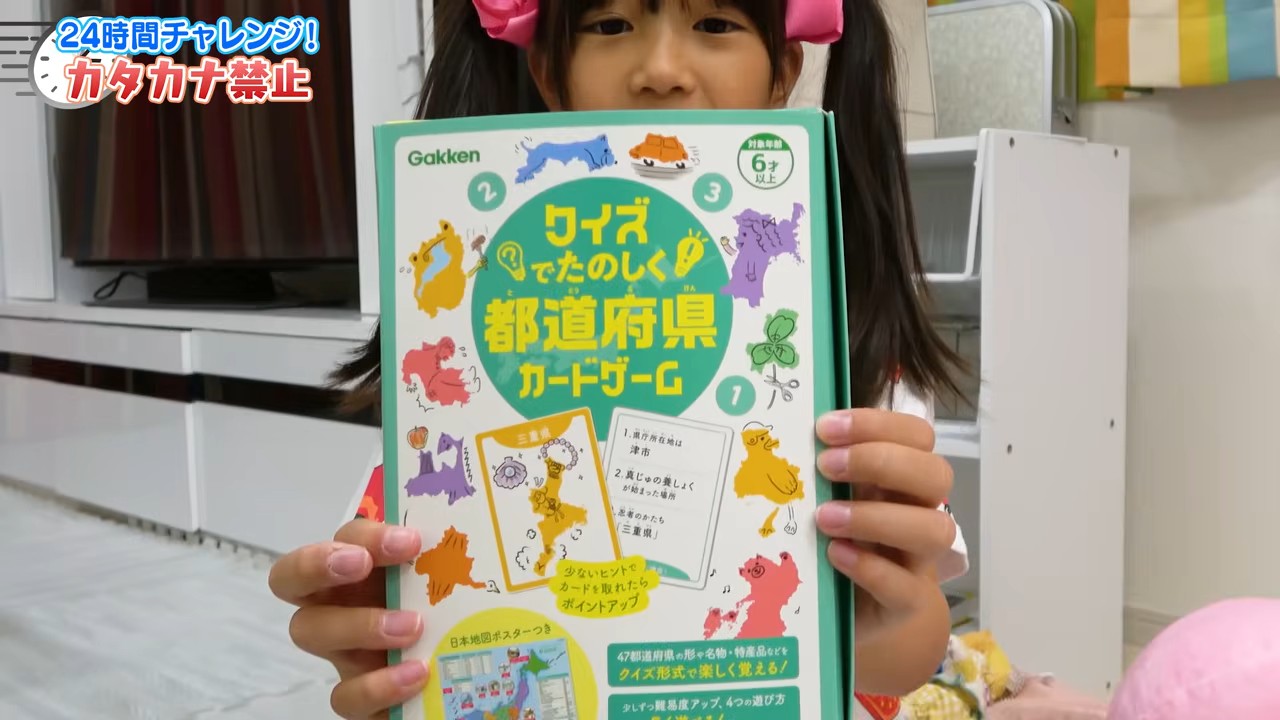 24時間チャレンジ!
カタカナ禁止
Gakken
対象年齢
6才
以上
2
3
クイズ
でたのしく
と どう ふ けん
都道府県
カードゲーム
1
三重県
1.県庁所在地は
津市
2.真じゅの養しょく
が始まった場所
忍者のかたち
「三重県」
少ないヒントで
カードを取れたら
ポイントアップ
日本地図ポスターつき
47都道府県の形や名物・特産品などを
クイズ形式で楽しく覚える!
少しずつ難易度アップ、4つの遊び方